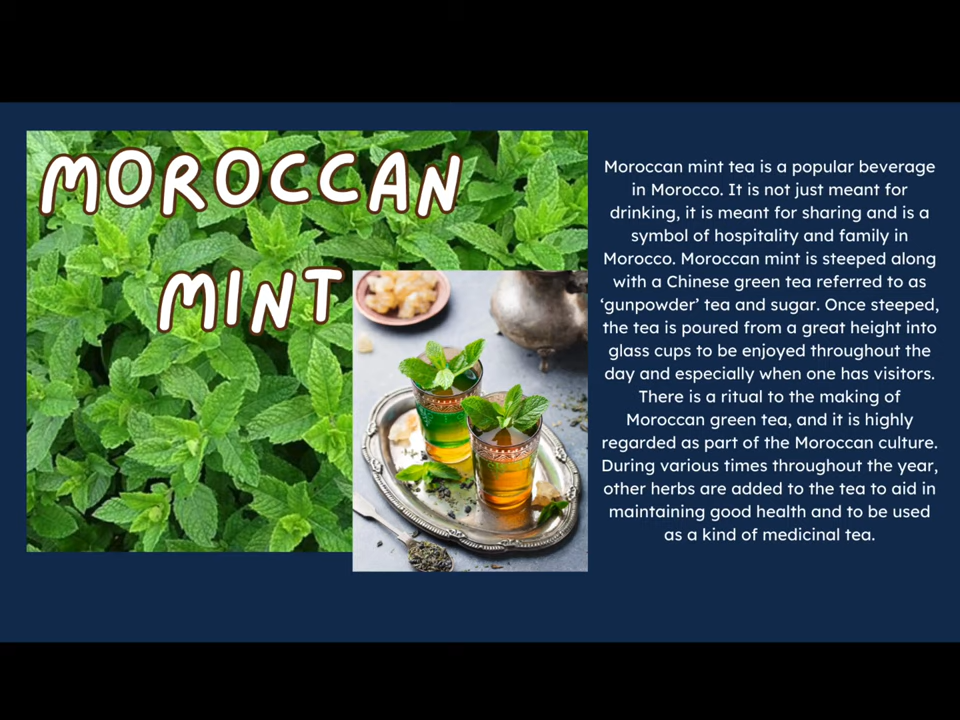 MOROCCAN
MINT
Moroccan mint tea is a popular beverage
in Morocco. It is not just meant for
drinking, it is meant for sharing and is a
symbol of hospitality and family in
Morocco. Moroccan mint is steeped along
with a Chinese green tea referred to as
‘gunpowder’ tea and sugar. Once steeped,
the tea is poured from a great height into
glass cups to be enjoyed throughout the
day and especially when one has visitors.
There is a ritual to the making of
Moroccan green tea, and it is highly
regarded as part of the Moroccan culture.
During various times throughout the year,
other herbs are added to the tea to aid in
maintaining good health and to be used
as a kind of medicinal tea.